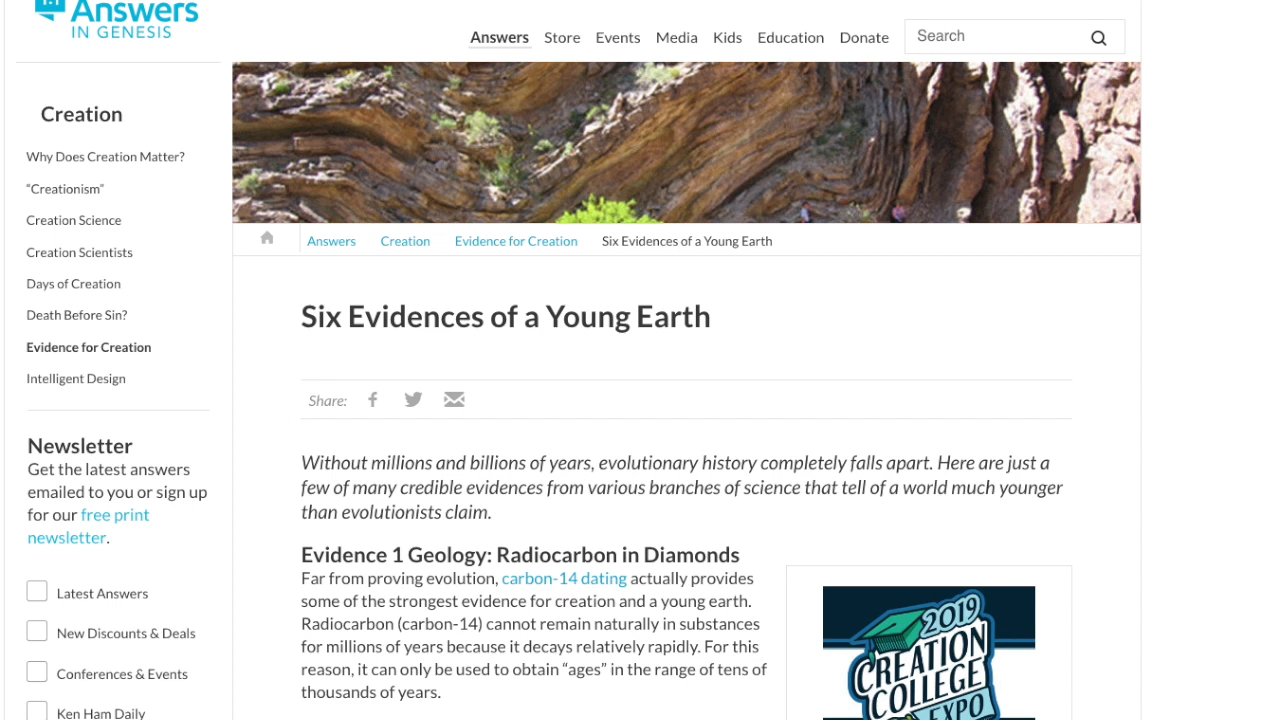 Answers
IN GENESIS
Answers Store Events Media Kids Education Donate Search
Creation
Why Does Creation Matter?
“Creationism”
Creation Science
Creation Scientists
Days of Creation
Death Before Sin?
Evidence for Creation
Intelligent Design
Newsletter
Get the latest answers
emailed to you or sign up
for our free print
newsletter.
Latest Answers
New Discounts & Deals
Conferences & Events
Ken Ham Daily
Answers Creation Evidence for Creation Six Evidences of a Young Earth
Six Evidences of a Young Earth
Share:
Without millions and billions of years, evolutionary history completely falls apart. Here are just a
few of many credible evidences from various branches of science that tell of a world much younger
than evolutionists claim.
Evidence 1 Geology: Radiocarbon in Diamonds
Far from proving evolution, carbon-14 dating actually provides
some of the strongest evidence for creation and a young earth.
Radiocarbon (carbon-14) cannot remain naturally in substances
for millions of years because it decays relatively rapidly. For this
reason, it can only be used to obtain “ages” in the range of tens of
thousands of years.
2019
CREATION
COLLEGE
EXPO